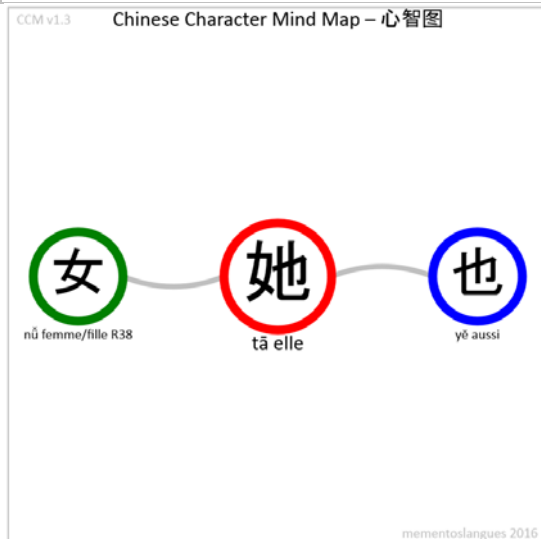 CCM v1.3
Chinese Character Mind Map – 心智图
女
nǚ femme/fille R38
她
tā elle
也
yě aussi
mementoslangues 2016